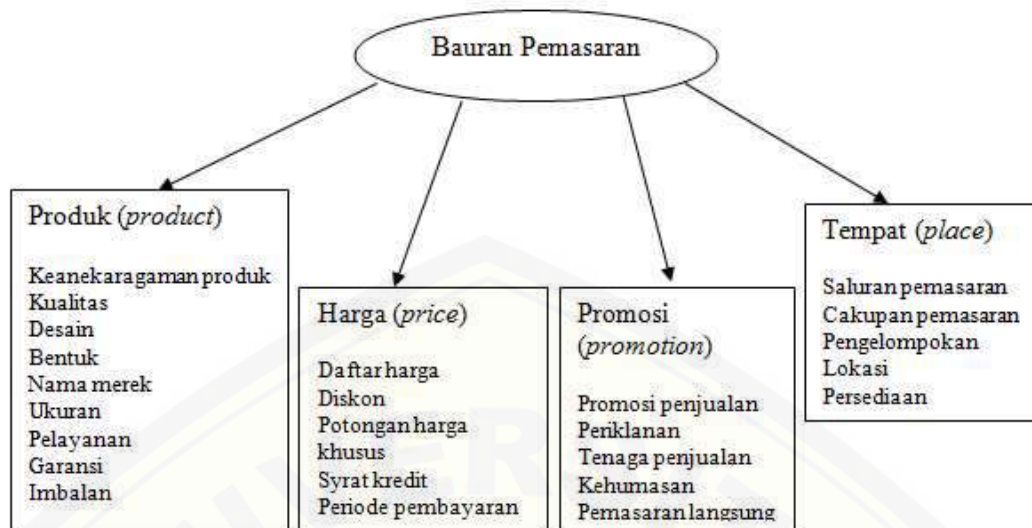 Bauran Pemasaran
Produk (product)
Keanekaragaman produk
Kualitas
Desain
Bentuk
Nama merek
Ukuran
Pelayanan
Garansi
Imbalan
Harga (price)
Daftar harga
Diskon
Potongan harga
khusus
Syrat kredit
Periode pembayaran
Promosi
(promotion)
Promosi penjualan
Periklanan
Tenaga penjualan
Kehumasan
Pemasaran langsung
Tempat (place)
Saluran pemasaran
Cakupan pemasaran
Pengelompokan
Lokasi
Persediaan